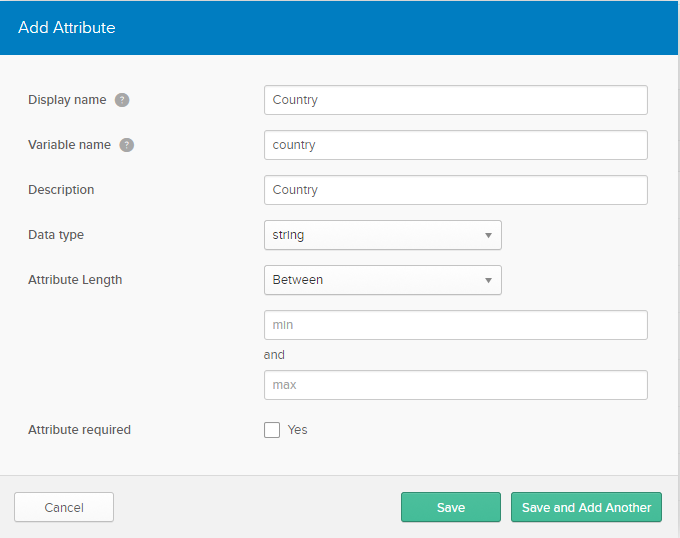 Add Attribute
Display name ? Country
Variable name ? country
Description Country
Data type string
Attribute Length Between
min
and
max
Attribute required Yes
Cancel Save Save and Add Another